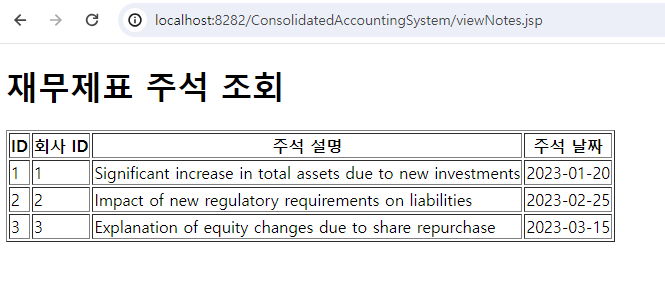 localhost:8282/ConsolidatedAccountingSystem/viewNotes.jsp
재무제표 주석 조회
ID 회사 ID 주석 설명 주석 날짜
1 1 Significant increase in total assets due to new investments 2023-01-20
2 2 Impact of new regulatory requirements on liabilities 2023-02-25
3 3 Explanation of equity changes due to share repurchase 2023-03-15